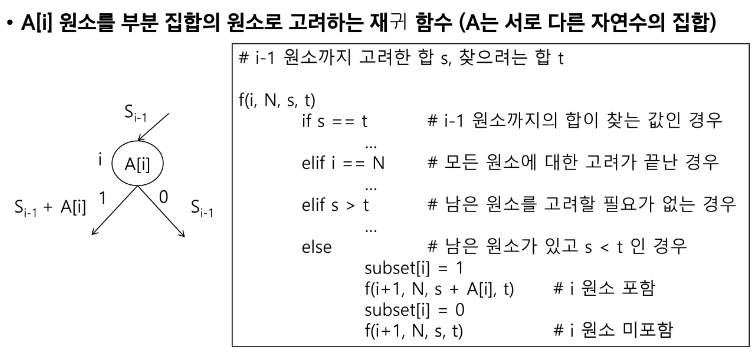 • A[i] 원소를 부분 집합의 원소로 고려하는 재귀 함수 (A는 서로 다른 자연수의 집합)
# i-1 원소까지 고려한 합 s, 찾으려는 합 t
f(i, N, s, t)
if s == t # i-1 원소까지의 합이 찾는 값인 경우
...
elif i == N # 모든 원소에 대한 고려가 끝난 경우
...
elif s > t # 남은 원소를 고려할 필요가 없는 경우
...
else # 남은 원소가 있고 s < t 인 경우
subset[i] = 1
f(i+1, N, s + A[i], t) # i 원소 포함
subset[i] = 0
f(i+1, N, s, t) # i 원소 미포함
Si-1
i A[i]
1 0
Si-1 + A[i] Si-1